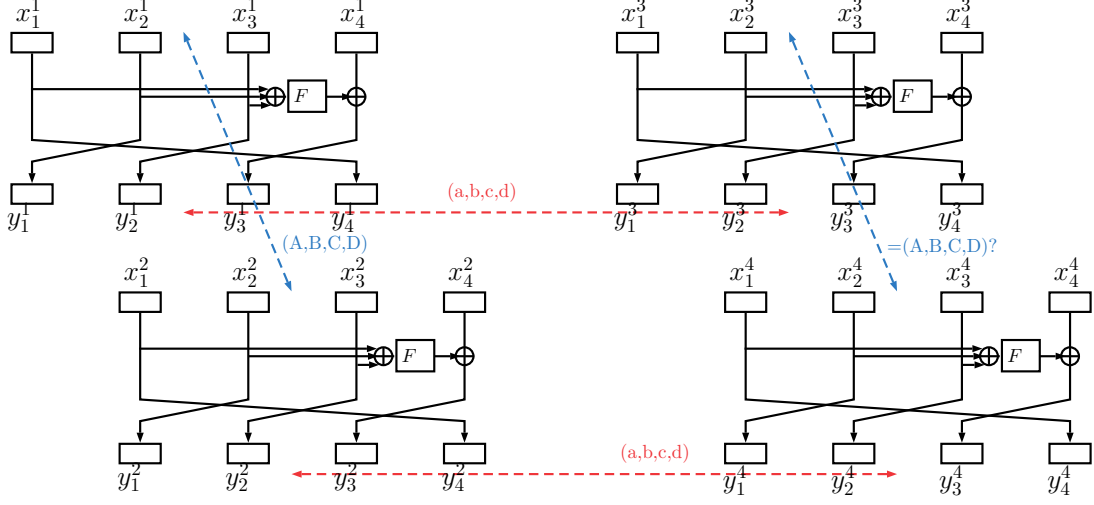 x_1^1 x_2^1 x_3^1 x_4^1 x_1^3 x_2^3 x_3^3 x_4^3
F F
(a,b,c,d)
y_1^1 y_2^1 y_3^1 y_4^1 y_1^3 y_2^3 y_3^3 y_4^3
(A,B,C,D) =(A,B,C,D)?
x_1^2 x_2^2 x_3^2 x_4^2 x_1^4 x_2^4 x_3^4 x_4^4
F F
(a,b,c,d)
y_1^2 y_2^2 y_3^2 y_4^2 y_1^4 y_2^4 y_3^4 y_4^4